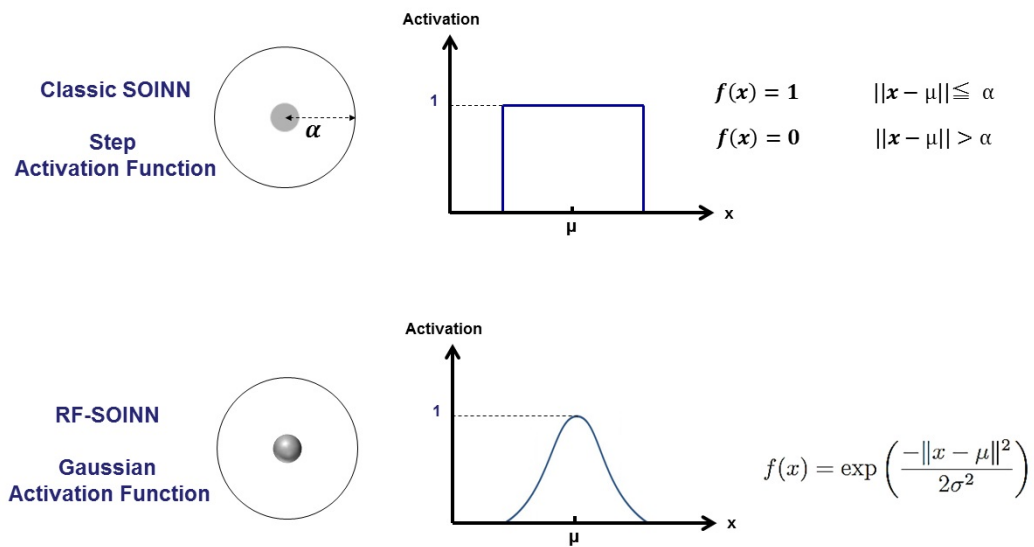 Classic SOINN
Step
Activation Function
α
Activation
1
μ
x
f(x) = 1 ||x − μ|| ≦ α
f(x) = 0 ||x − μ|| > α
RF-SOINN
Gaussian
Activation Function
Activation
1
μ
x
f(x) = exp(−‖x − μ‖² / 2σ²)